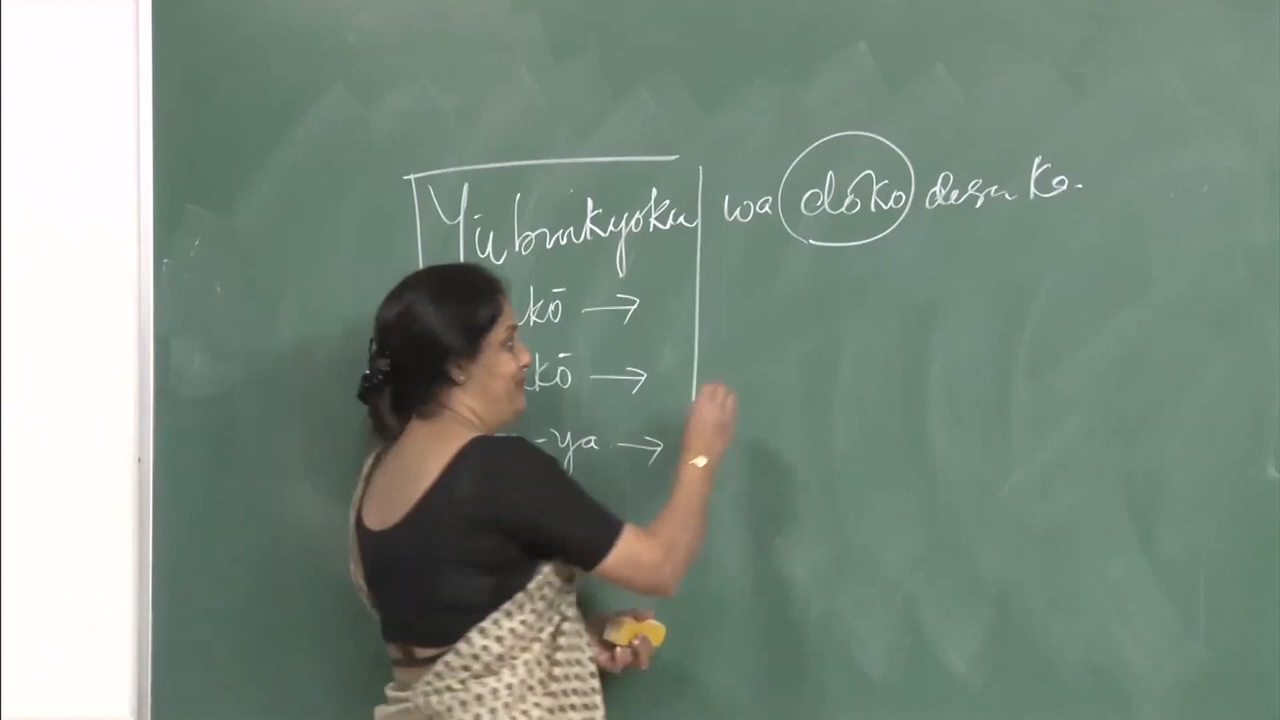 Yūbinkyoku wa doko desu ka.
kō →
kō →
-ya →